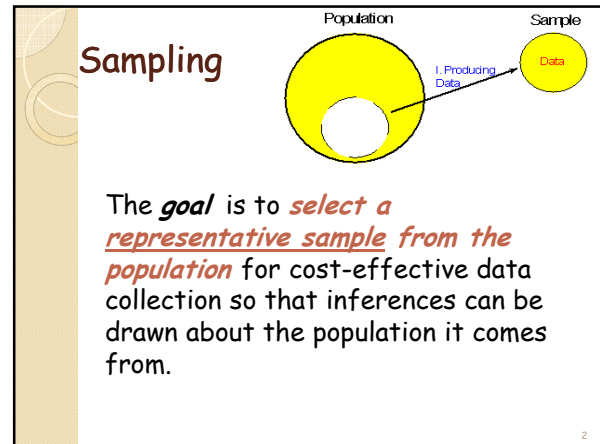 Population
Sample
Sampling
Data
I. Producing
Data
The goal is to select a
representative sample from the
population for cost-effective data
collection so that inferences can be
drawn about the population it comes
from.
2